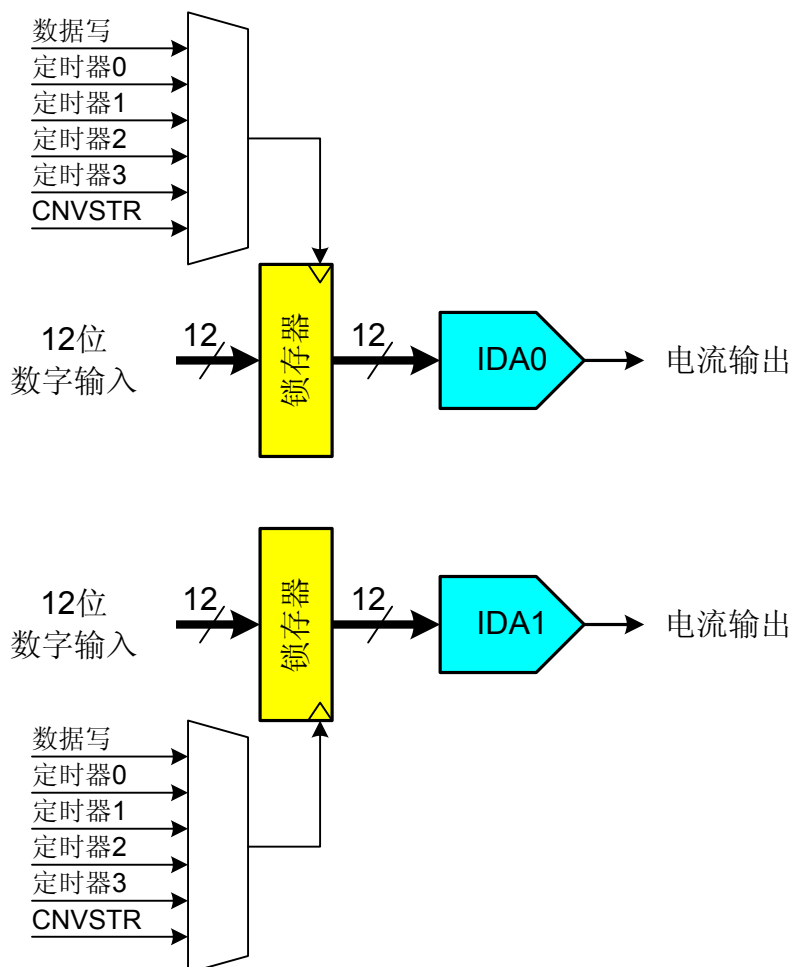 数据写
定时器0
定时器1
定时器2
定时器3
CNVSTR
12位
数字输入
12
锁存器
12
IDA0
电流输出
12位
数字输入
12
锁存器
12
IDA1
电流输出
数据写
定时器0
定时器1
定时器2
定时器3
CNVSTR